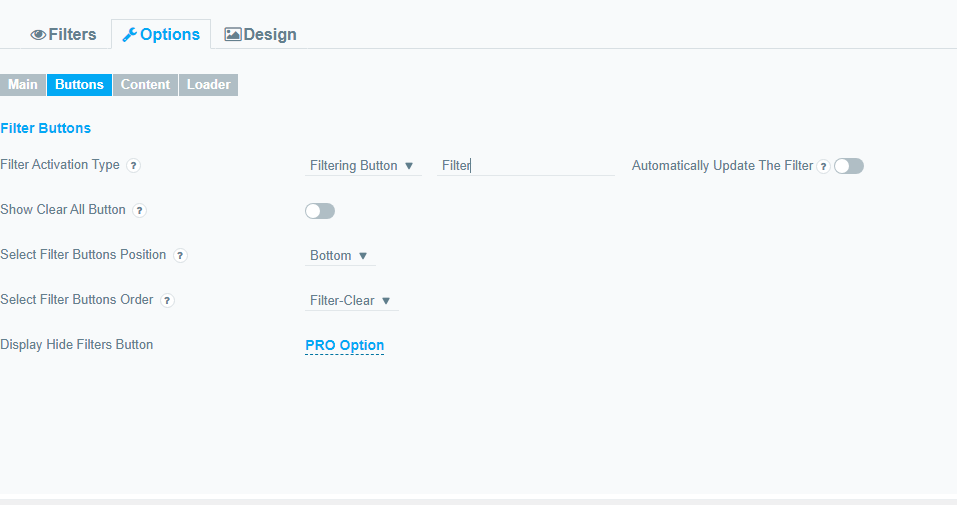 Filters Options Design
Main Buttons Content Loader
Filter Buttons
Filter Activation Type ? Filtering Button ▼ Filter Automatically Update The Filter ?
Show Clear All Button ?
Select Filter Buttons Position ? Bottom ▼
Select Filter Buttons Order ? Filter-Clear ▼
Display Hide Filters Button PRO Option